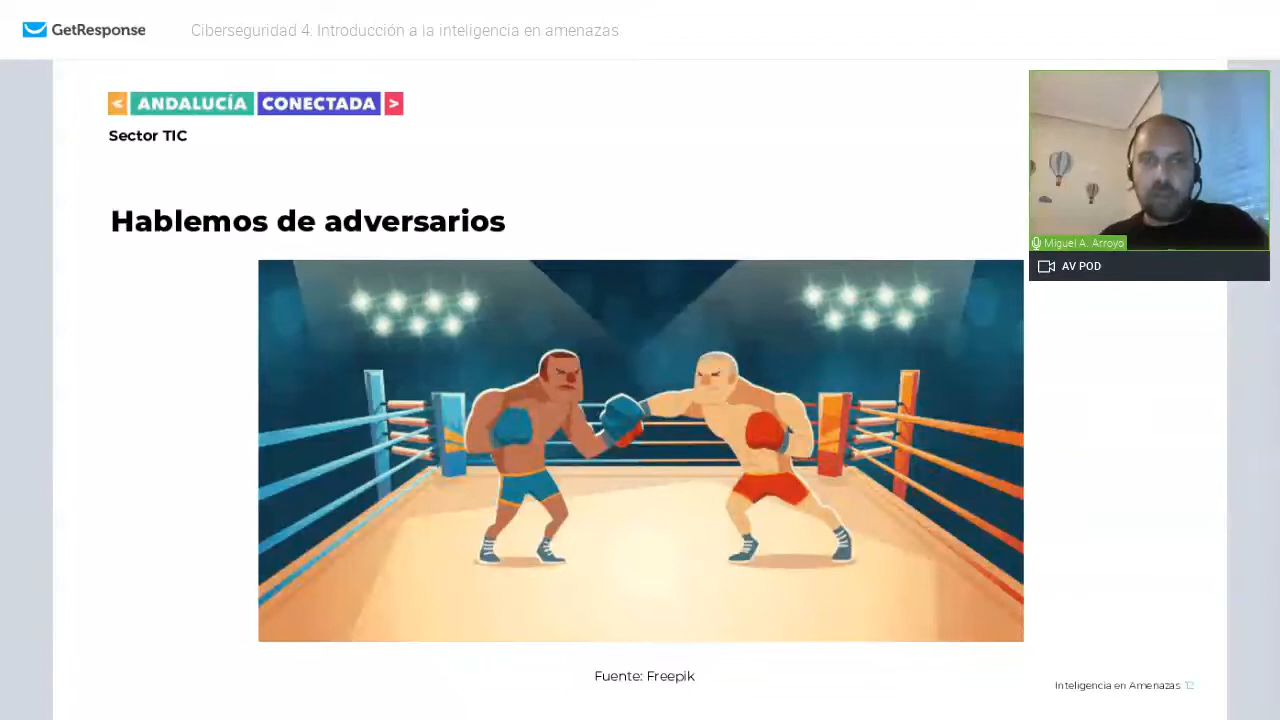 GetResponse
Ciberseguridad 4: Introducción a la inteligencia en amenazas
< ANDALUCÍA CONECTADA >
Sector TIC
Hablemos de adversarios
Miguel A. Arroyo
AV POD
Fuente: Freepik
Inteligencia en Amenazas 12